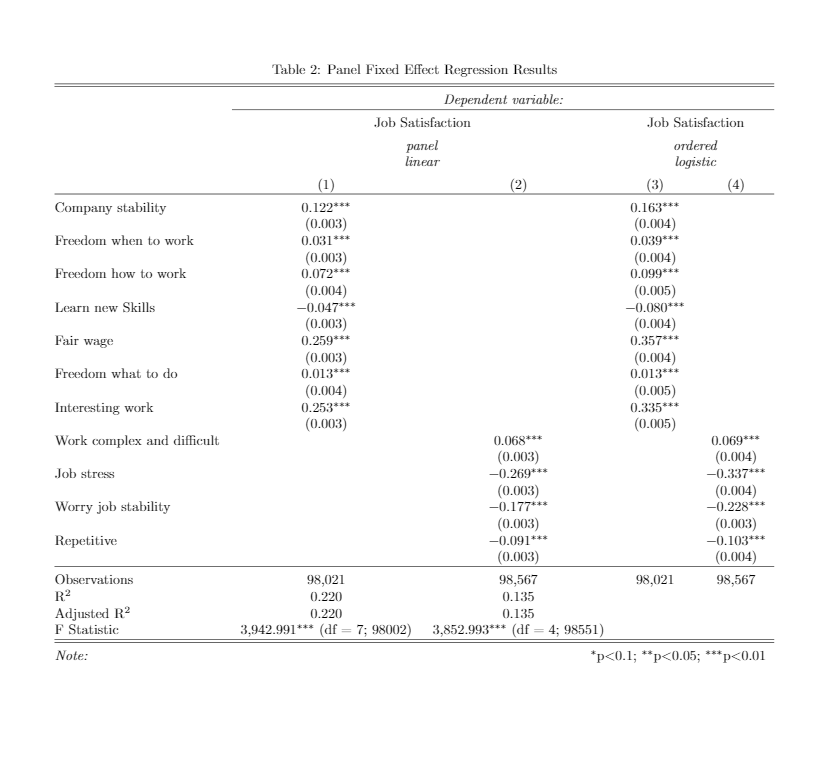 Table 2: Panel Fixed Effect Regression Results
Dependent variable:
Job Satisfaction Job Satisfaction
panel ordered
linear logistic
(1) (2) (3) (4)
Company stability 0.122*** 0.163***
(0.003) (0.004)
Freedom when to work 0.031*** 0.039***
(0.003) (0.004)
Freedom how to work 0.072*** 0.099***
(0.004) (0.005)
Learn new Skills −0.047*** −0.080***
(0.003) (0.004)
Fair wage 0.259*** 0.357***
(0.003) (0.004)
Freedom what to do 0.013*** 0.013***
(0.004) (0.005)
Interesting work 0.253*** 0.335***
(0.003) (0.005)
Work complex and difficult 0.068*** 0.069***
(0.003) (0.004)
Job stress −0.269*** −0.337***
(0.003) (0.004)
Worry job stability −0.177*** −0.228***
(0.003) (0.003)
Repetitive −0.091*** −0.103***
(0.003) (0.004)
Observations 98,021 98,567 98,021 98,567
R² 0.220 0.135
Adjusted R² 0.220 0.135
F Statistic 3,942.991*** (df = 7; 98002) 3,852.993*** (df = 4; 98551)
Note: *p<0.1; **p<0.05; ***p<0.01